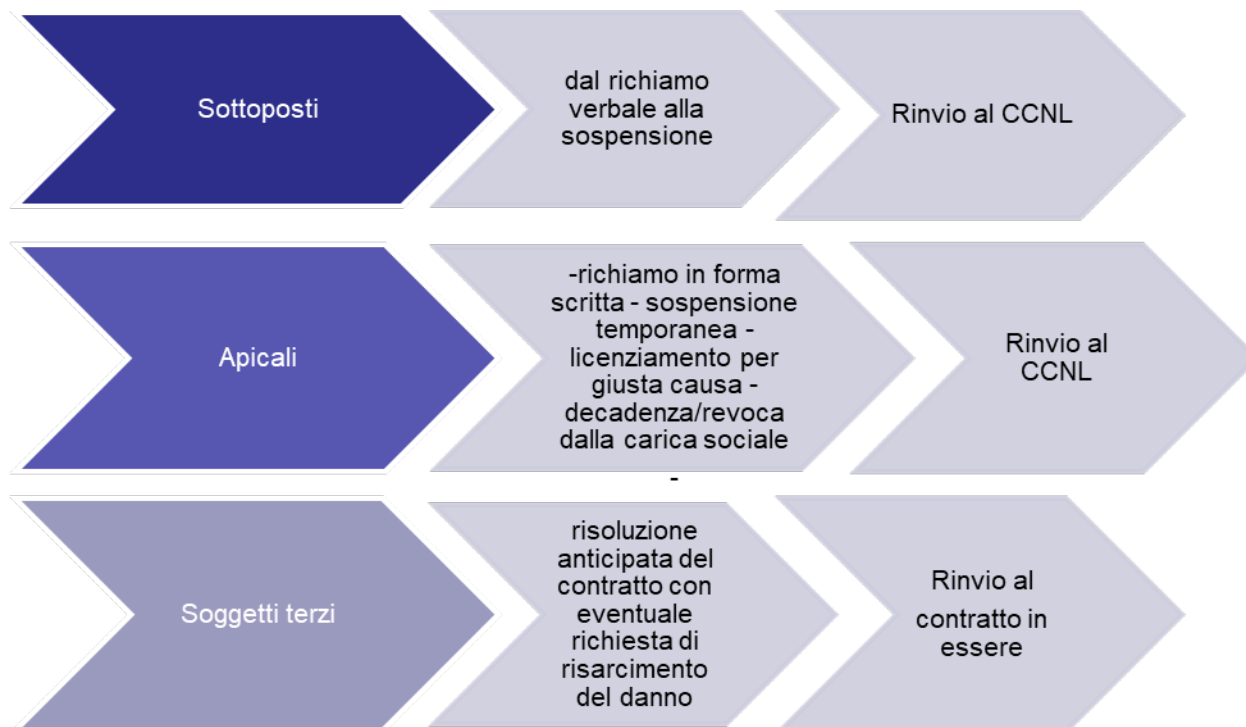 Sottoposti
dal richiamo
verbale alla
sospensione
Rinvio al CCNL
Apicali
-richiamo in forma
scritta - sospensione
temporanea -
licenziamento per
giusta causa -
decadenza/revoca
dalla carica sociale
-
Rinvio al
CCNL
Soggetti terzi
risoluzione
anticipata del
contratto con
eventuale
richiesta di
risarcimento
del danno
Rinvio al
contratto in
essere